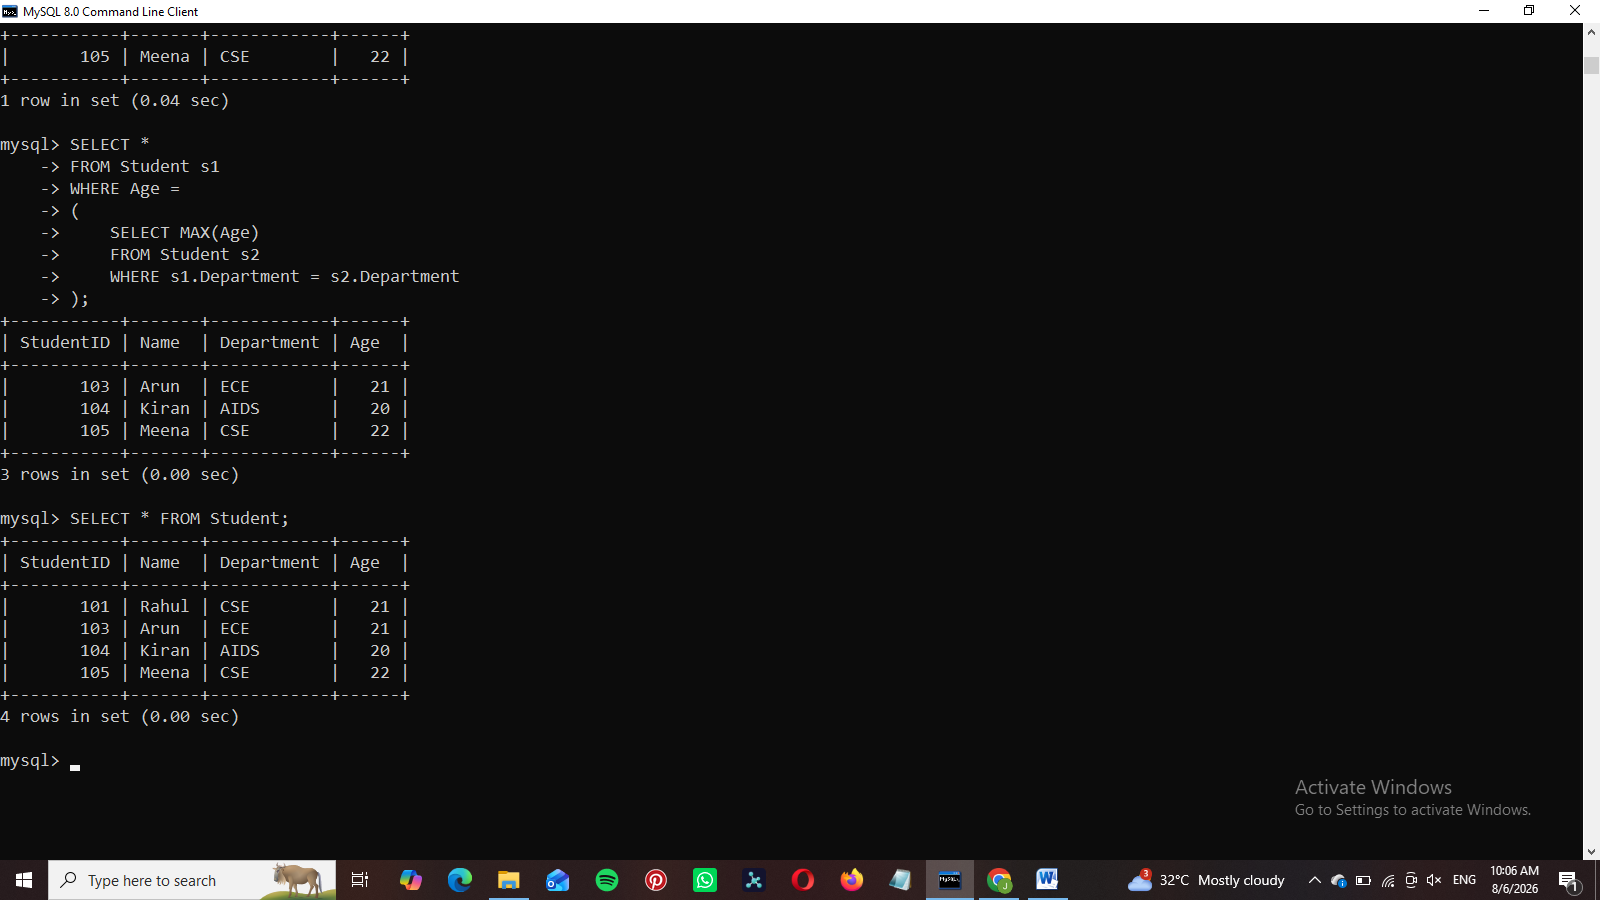 MySQL 8.0 Command Line Client
+-----------+-------+------------+------+
|       105 | Meena | CSE        |   22 |
+-----------+-------+------------+------+
1 row in set (0.04 sec)
mysql> SELECT *
    -> FROM Student s1
    -> WHERE Age =
    -> (
    ->     SELECT MAX(Age)
    ->     FROM Student s2
    ->     WHERE s1.Department = s2.Department
    -> );
+-----------+-------+------------+------+
| StudentID | Name  | Department | Age  |
+-----------+-------+------------+------+
|       103 | Arun  | ECE        |   21 |
|       104 | Kiran | AIDS       |   20 |
|       105 | Meena | CSE        |   22 |
+-----------+-------+------------+------+
3 rows in set (0.00 sec)
mysql> SELECT * FROM Student;
+-----------+-------+------------+------+
| StudentID | Name  | Department | Age  |
+-----------+-------+------------+------+
|       101 | Rahul | CSE        |   21 |
|       103 | Arun  | ECE        |   21 |
|       104 | Kiran | AIDS       |   20 |
|       105 | Meena | CSE        |   22 |
+-----------+-------+------------+------+
4 rows in set (0.00 sec)
mysql> _
Activate Windows
Go to Settings to activate Windows.
Type here to search
3
32°C Mostly cloudy
ENG
10:06 AM
8/6/2026
1